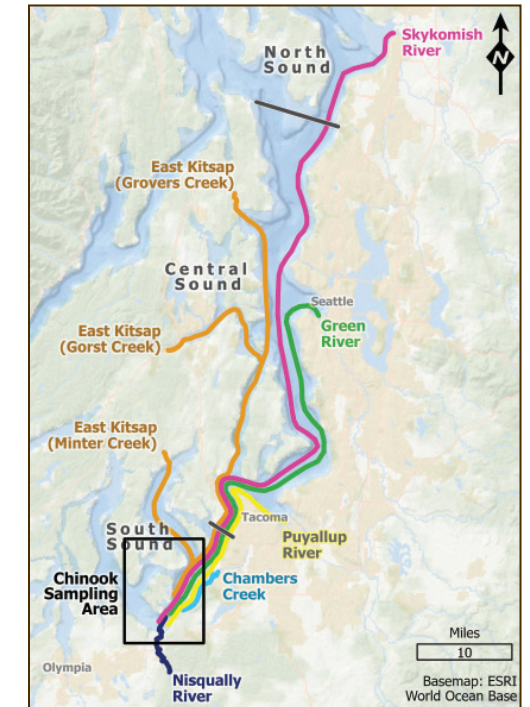 North
Sound
Skykomish
River
N
East Kitsap
(Grovers Creek)
Central
Sound
Seattle
Green
River
East Kitsap
(Gorst Creek)
East Kitsap
(Minter Creek)
Tacoma
South
Sound
Puyallup
River
Chinook
Sampling
Area
Chambers
Creek
Miles
10
Olympia
Nisqually
River
Basemap: ESRI
World Ocean Base